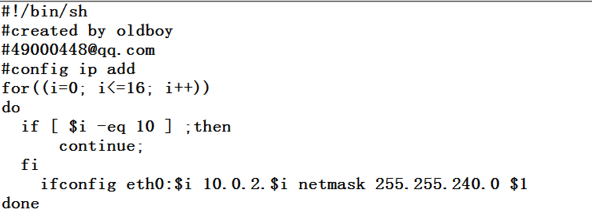 #!/bin/sh
#created by oldboy
#49000448@qq.com
#config ip add
for((i=0; i<=16; i++))
do
  if [ $i -eq 10 ] ;then
      continue;
  fi
    ifconfig eth0:$i 10.0.2.$i netmask 255.255.240.0 $1
done